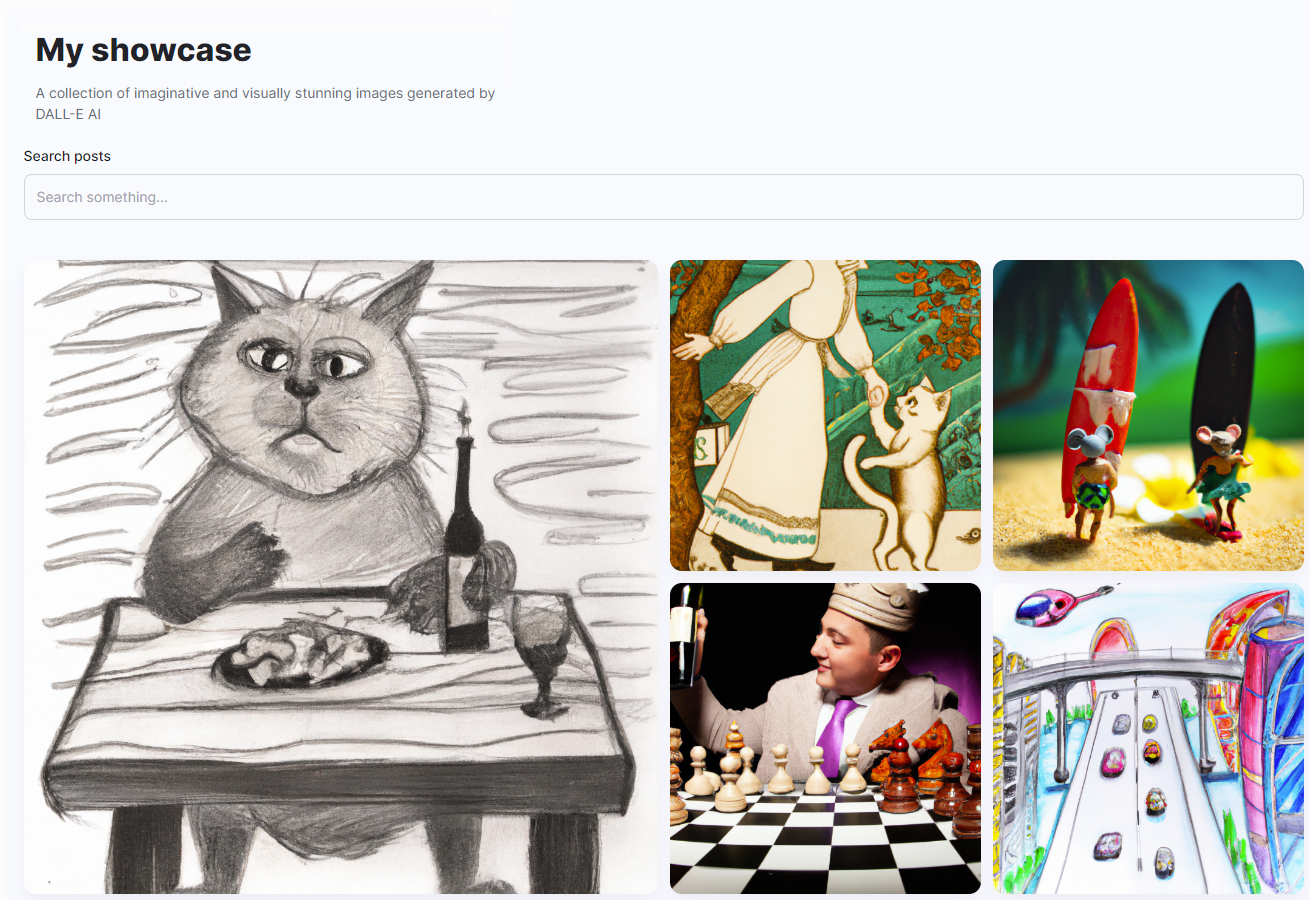 My showcase
A collection of imaginative and visually stunning images generated by
DALL-E AI
Search posts
Search something...
S.